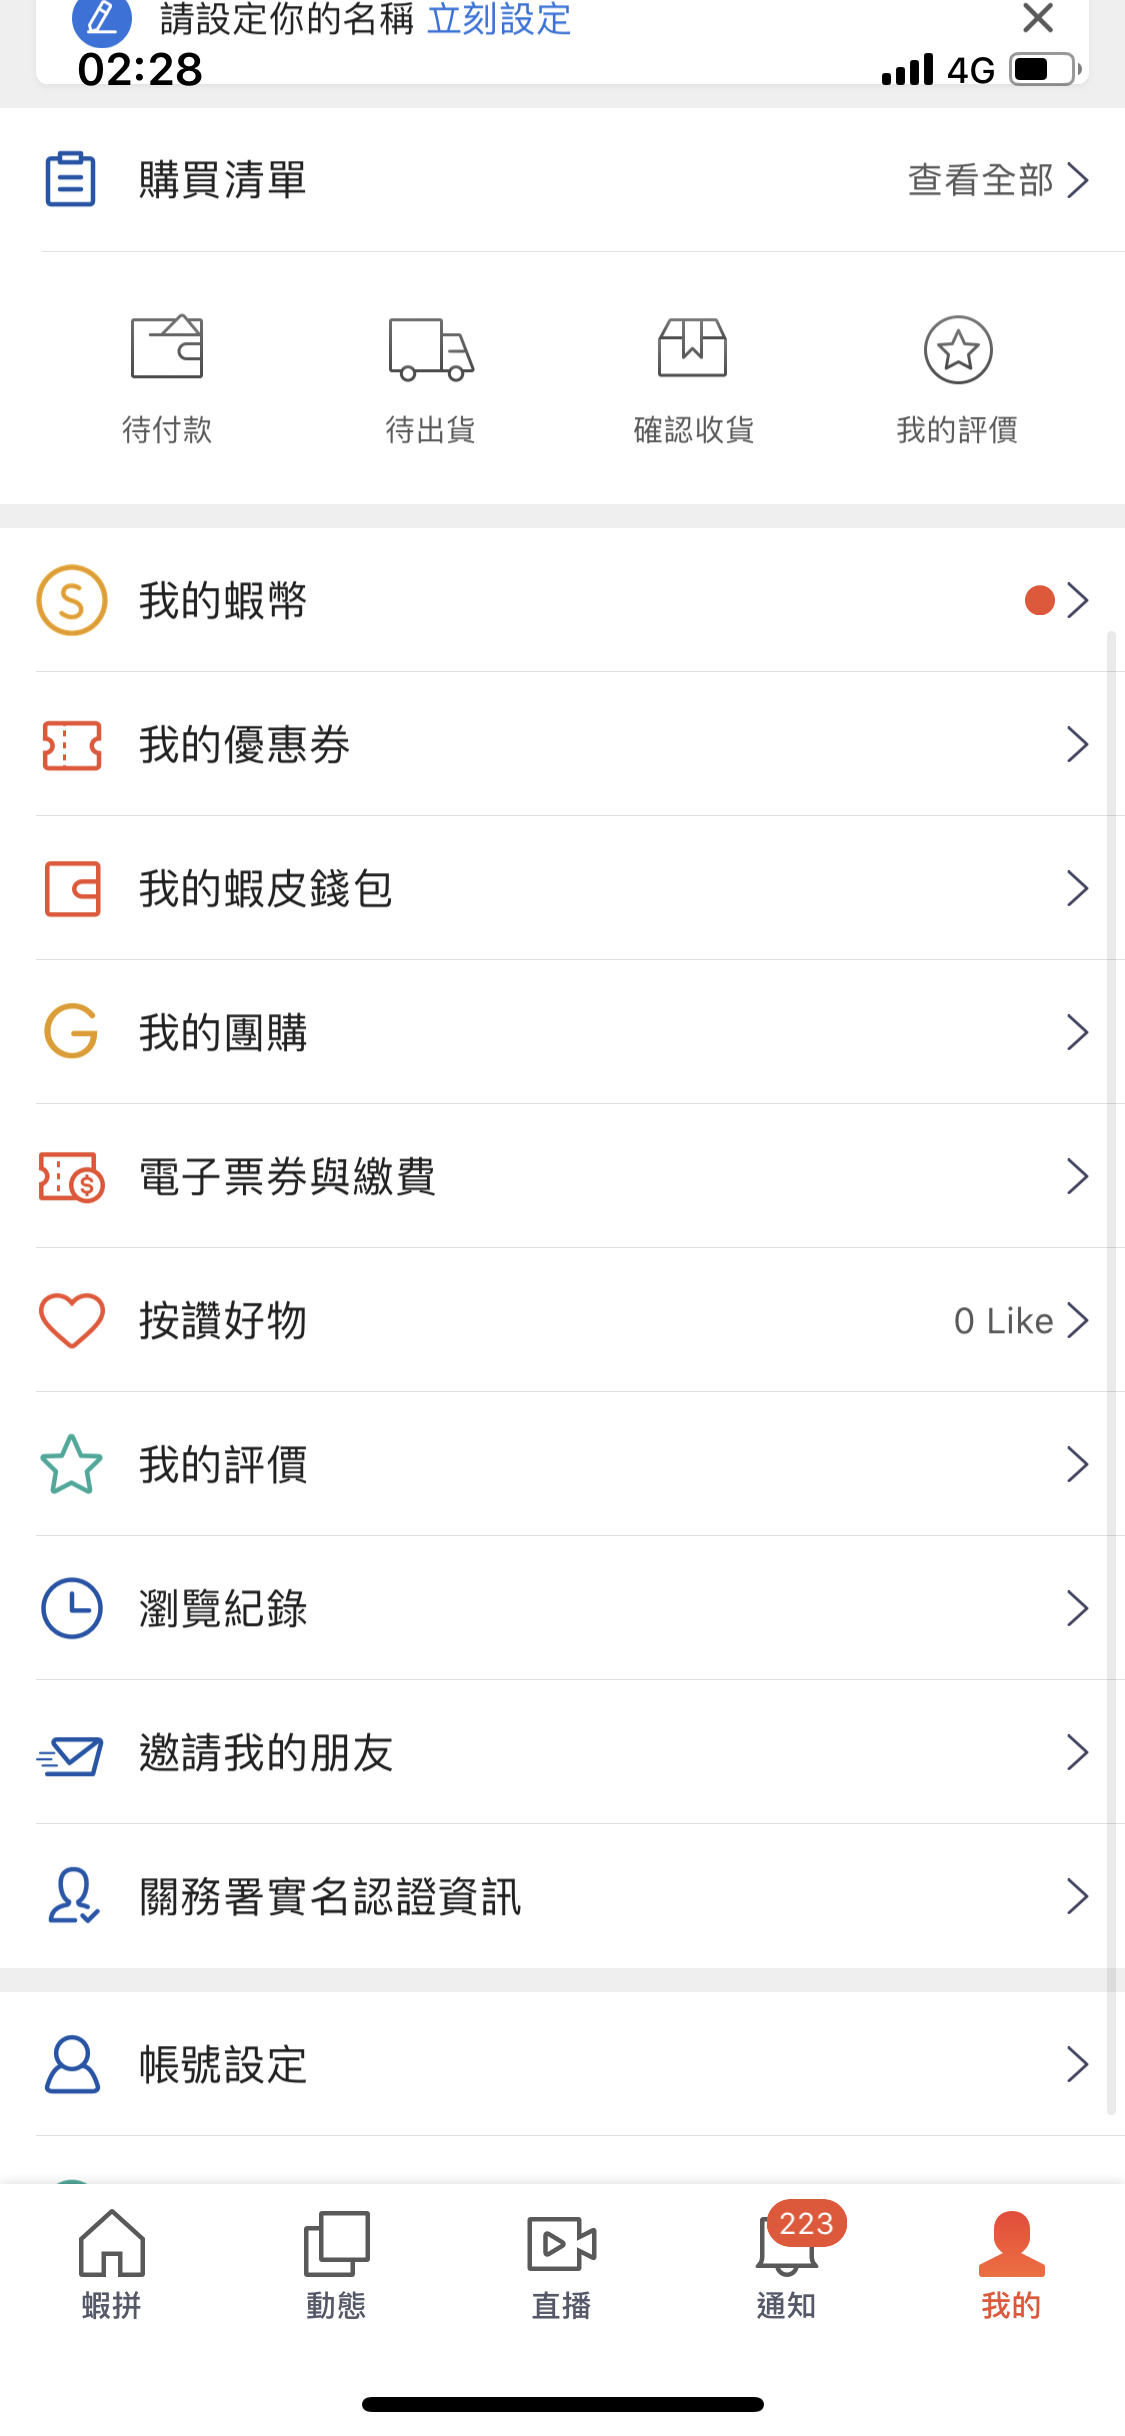 請設定你的名稱 立刻設定
02:28 4G
購買清單 查看全部
待付款 待出貨 確認收貨 我的評價
我的蝦幣
我的優惠券
我的蝦皮錢包
我的團購
電子票券與繳費
按讚好物 0 Like
我的評價
瀏覽紀錄
邀請我的朋友
關務署實名認證資訊
帳號設定
223
蝦拼 動態 直播 通知 我的